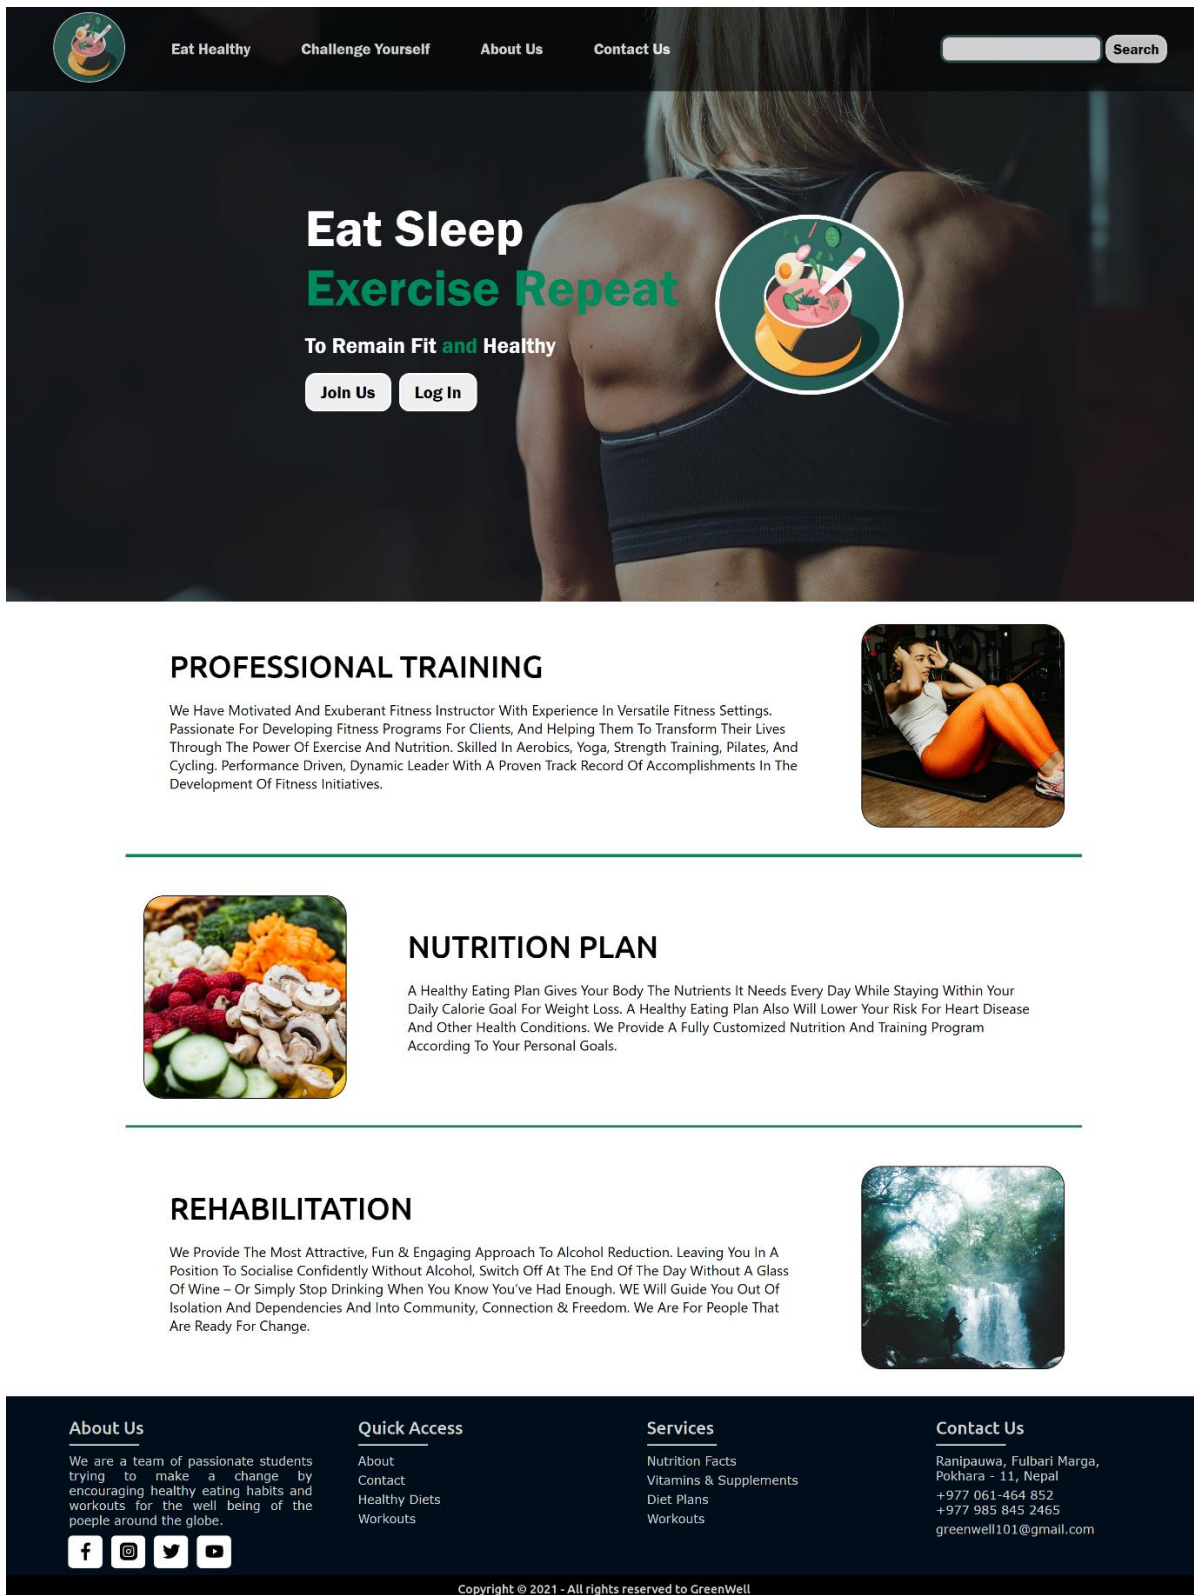 Eat Healthy Challenge Yourself About Us Contact Us Search
Eat Sleep
Exercise Repeat
To Remain Fit and Healthy
Join Us Log In
PROFESSIONAL TRAINING
We Have Motivated And Exuberant Fitness Instructor With Experience In Versatile Fitness Settings.
Passionate For Developing Fitness Programs For Clients, And Helping Them To Transform Their Lives
Through The Power Of Exercise And Nutrition. Skilled In Aerobics, Yoga, Strength Training, Pilates, And
Cycling. Performance Driven, Dynamic Leader With A Proven Track Record Of Accomplishments In The
Development Of Fitness Initiatives.
NUTRITION PLAN
A Healthy Eating Plan Gives Your Body The Nutrients It Needs Every Day While Staying Within Your
Daily Calorie Goal For Weight Loss. A Healthy Eating Plan Also Will Lower Your Risk For Heart Disease
And Other Health Conditions. We Provide A Fully Customized Nutrition And Training Program
According To Your Personal Goals.
REHABILITATION
We Provide The Most Attractive, Fun & Engaging Approach To Alcohol Reduction. Leaving You In A
Position To Socialise Confidently Without Alcohol, Switch Off At The End Of The Day Without A Glass
Of Wine – Or Simply Stop Drinking When You Know You’ve Had Enough. WE Will Guide You Out Of
Isolation And Dependencies And Into Community, Connection & Freedom. We Are For People That
Are Ready For Change.
About Us
We are a team of passionate students
trying to make a change by
encouraging healthy eating habits and
workouts for the well being of the
poeple around the globe.
Quick Access
About
Contact
Healthy Diets
Workouts
Services
Nutrition Facts
Vitamins & Supplements
Diet Plans
Workouts
Contact Us
Ranipauwa, Fulbari Marga,
Pokhara - 11, Nepal
+977 061-464 852
+977 985 845 2465
greenwell101@gmail.com
Copyright © 2021 - All rights reserved to GreenWell